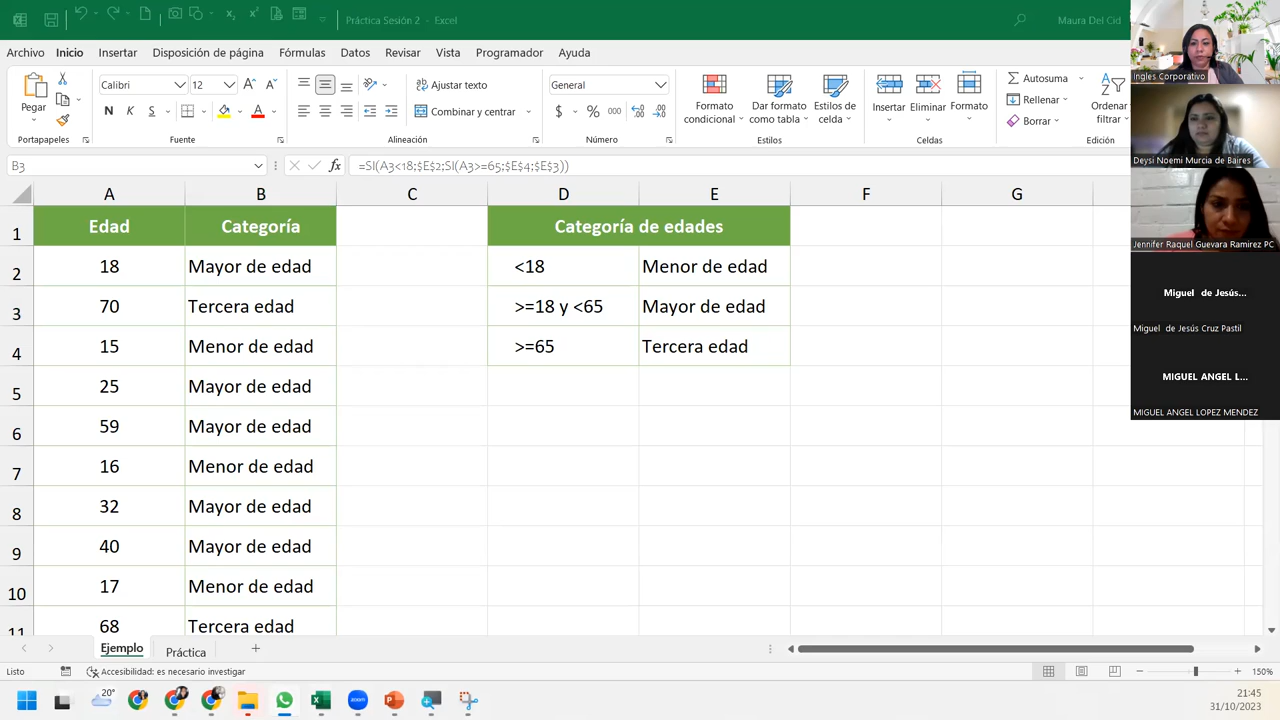 Práctica Sesión 2 - Excel
Maura Del Cid
Archivo Inicio Insertar Disposición de página Fórmulas Datos Revisar Vista Programador Ayuda
Pegar
Calibri 12
N K S
Ajustar texto
Combinar y centrar
General
$ % 000
Formato condicional
Dar formato como tabla
Estilos de celda
Insertar Eliminar Formato
Autosuma
Rellenar
Borrar
Ordenar filtrar
Portapapeles Fuente Alineación Número Estilos Celdas Edición
B3 fx =SI(A3<18;$E$2;SI(A3>=65;$E$4;$E$3))
A B C D E F G
1 Edad Categoría Categoría de edades
2 18 Mayor de edad <18 Menor de edad
3 70 Tercera edad >=18 y <65 Mayor de edad
4 15 Menor de edad >=65 Tercera edad
5 25 Mayor de edad
6 59 Mayor de edad
7 16 Menor de edad
8 32 Mayor de edad
9 40 Mayor de edad
10 17 Menor de edad
11 68 Tercera edad
Ejemplo Práctica
Listo Accesibilidad: es necesario investigar 150%
20°
21:45
31/10/2023
Ingles Corporativo
Deysi Noemi Murcia de Baires
Jennifer Raquel Guevara Ramirez PC
Miguel de Jesús...
Miguel de Jesús Cruz Pastil
MIGUEL ANGEL L...
MIGUEL ANGEL LOPEZ MENDEZ